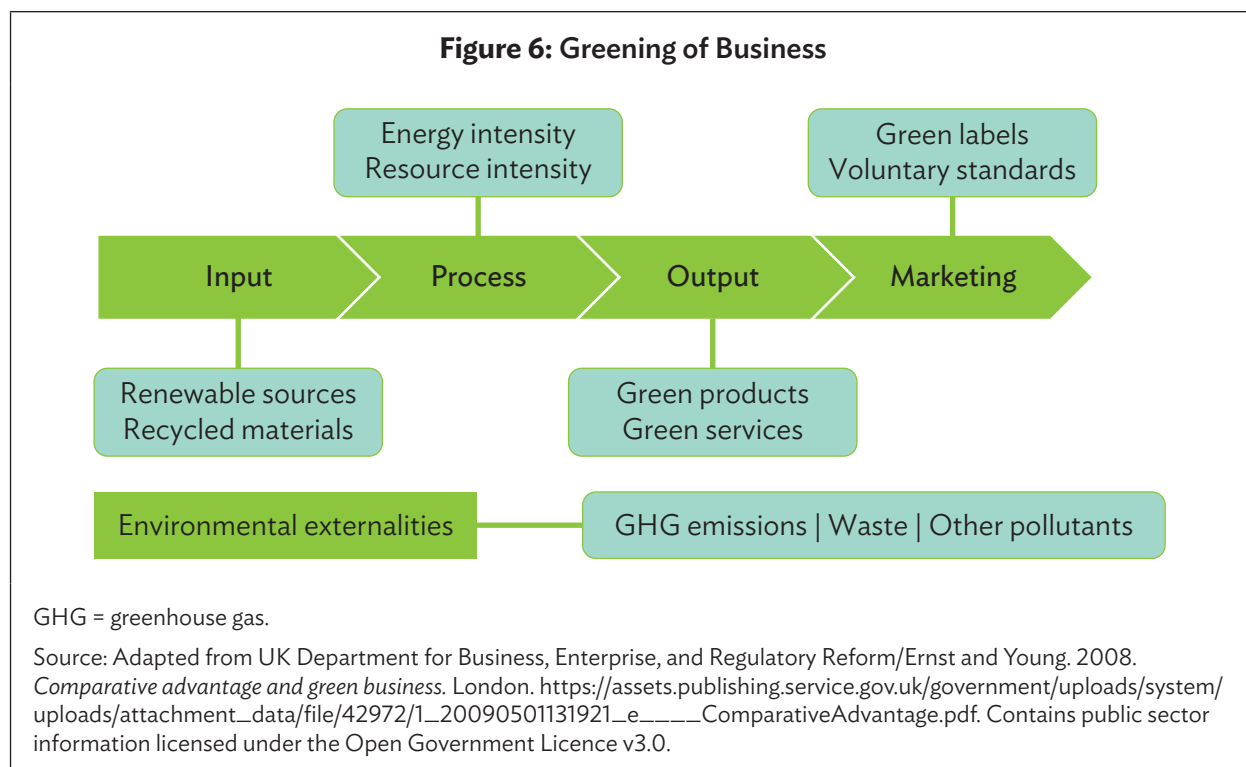 Figure 6: Greening of Business
Energy intensity
Resource intensity
Green labels
Voluntary standards
Input
Process
Output
Marketing
Renewable sources
Recycled materials
Green products
Green services
Environmental externalities
GHG emissions | Waste | Other pollutants
GHG = greenhouse gas.
Source: Adapted from UK Department for Business, Enterprise, and Regulatory Reform/Ernst and Young. 2008.
Comparative advantage and green business. London. https://assets.publishing.service.gov.uk/government/uploads/system/
uploads/attachment_data/file/42972/1_20090501131921_e____ComparativeAdvantage.pdf. Contains public sector
information licensed under the Open Government Licence v3.0.